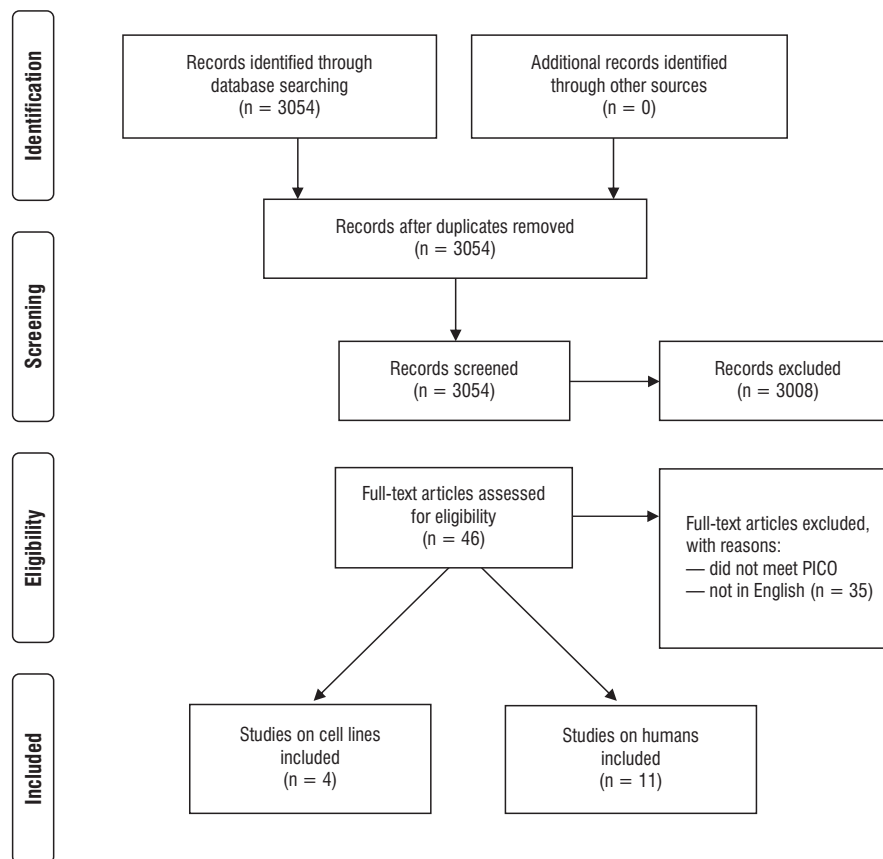 Identification
Records identified through
database searching
(n = 3054)
Additional records identified
through other sources
(n = 0)
Records after duplicates removed
(n = 3054)
Screening
Records screened
(n = 3054)
Records excluded
(n = 3008)
Eligibility
Full-text articles assessed
for eligibility
(n = 46)
Full-text articles excluded,
with reasons:
— did not meet PICO
— not in English (n = 35)
Included
Studies on cell lines
included
(n = 4)
Studies on humans
included
(n = 11)